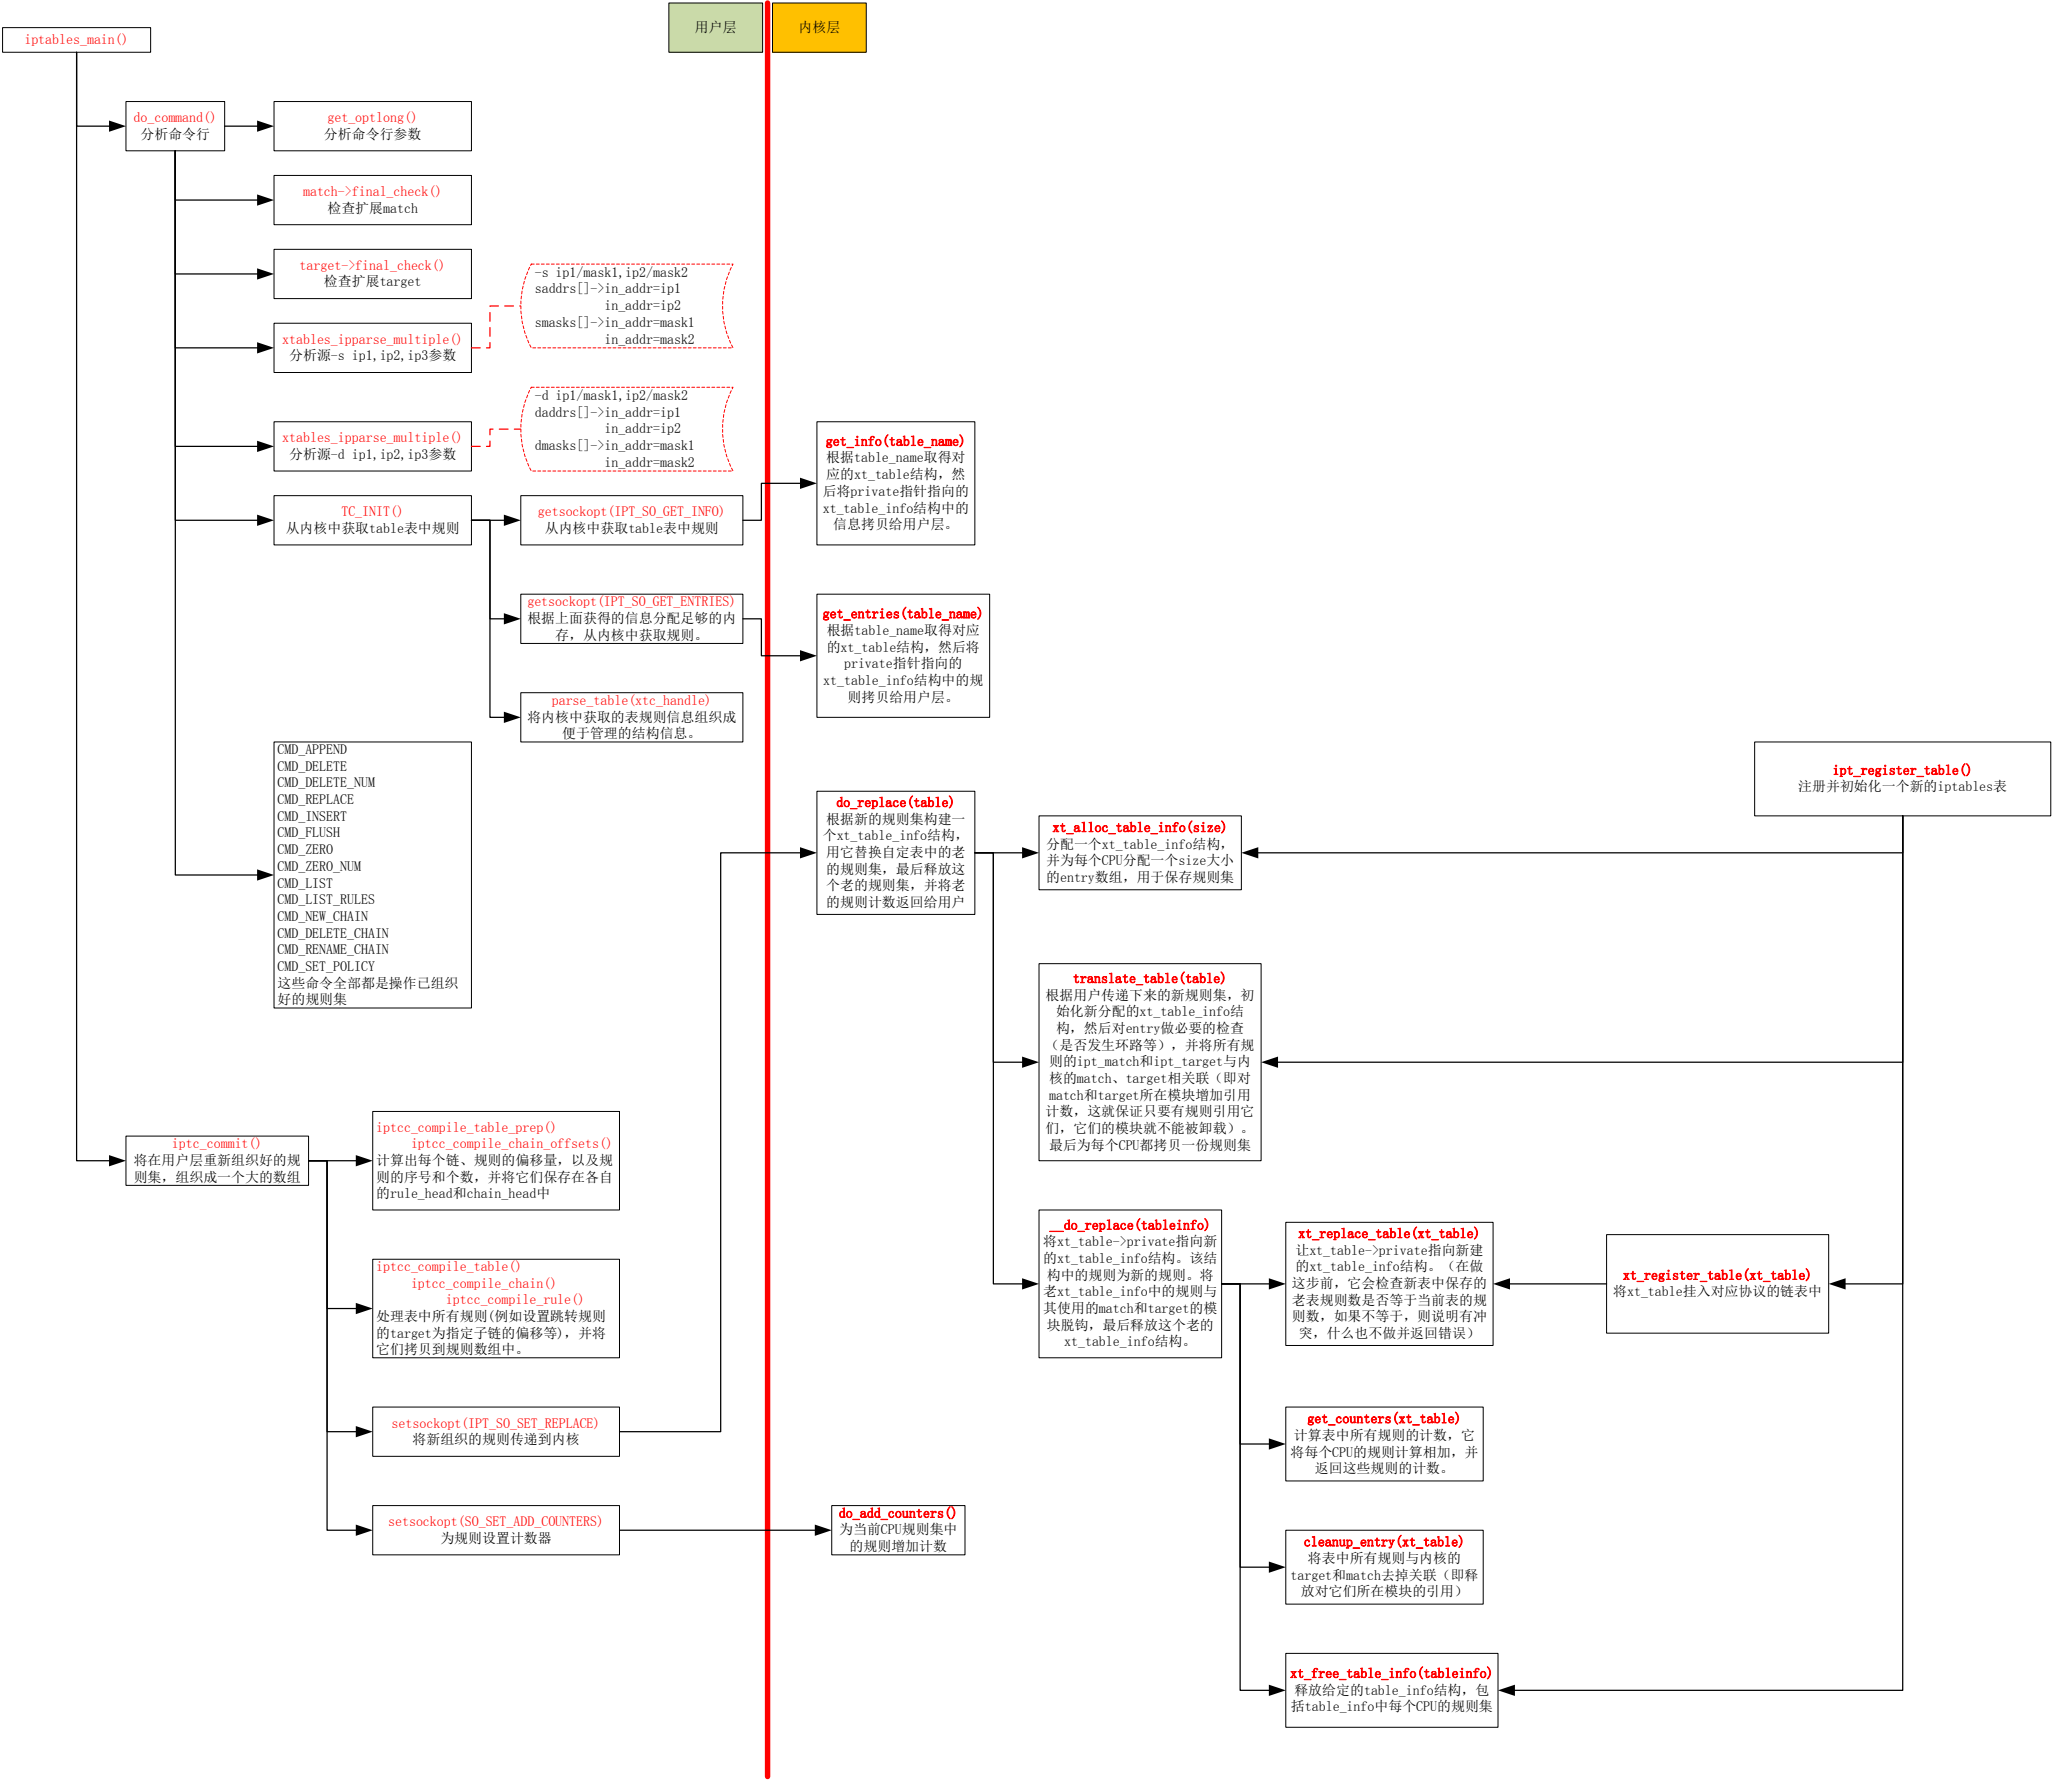 用户层
内核层
iptables_main()
do_command()
分析命令行
get_optlong()
分析命令行参数
match->final_check()
检查扩展match
target->final_check()
检查扩展target
-s ip1/mask1,ip2/mask2
saddrs[]->in_addr=ip1
in_addr=ip2
smasks[]->in_addr=mask1
in_addr=mask2
xtables_ipparse_multiple()
分析源-s ip1,ip2,ip3参数
-d ip1/mask1,ip2/mask2
daddrs[]->in_addr=ip1
in_addr=ip2
dmasks[]->in_addr=mask1
in_addr=mask2
xtables_ipparse_multiple()
分析源-d ip1,ip2,ip3参数
get_info(table_name)
根据table_name取得对
应的xt_table结构，然
后将private指针指向的
xt_table_info结构中的
信息拷贝给用户层。
TC_INIT()
从内核中获取table表中规则
getsockopt(IPT_SO_GET_INFO)
从内核中获取table表中规则
getsockopt(IPT_SO_GET_ENTRIES)
根据上面获得的信息分配足够的内
存，从内核中获取规则。
get_entries(table_name)
根据table_name取得对应
的xt_table结构，然后将
private指针指向的
xt_table_info结构中的规
则拷贝给用户层。
parse_table(xtc_handle)
将内核中获取的表规则信息组织成
便于管理的结构信息。
CMD_APPEND
CMD_DELETE
CMD_DELETE_NUM
CMD_REPLACE
CMD_INSERT
CMD_FLUSH
CMD_ZERO
CMD_ZERO_NUM
CMD_LIST
CMD_LIST_RULES
CMD_NEW_CHAIN
CMD_DELETE_CHAIN
CMD_RENAME_CHAIN
CMD_SET_POLICY
这些命令全部都是操作已组织
好的规则集
ipt_register_table()
注册并初始化一个新的iptables表
do_replace(table)
根据新的规则集构建一
个xt_table_info结构，
用它替换自定表中的老
的规则集，最后释放这
个老的规则集，并将老
的规则计数返回给用户
xt_alloc_table_info(size)
分配一个xt_table_info结构，
并为每个CPU分配一个size大小
的entry数组，用于保存规则集
translate_table(table)
根据用户传递下来的新规则集，初
始化新分配的xt_table_info结
构，然后对entry做必要的检查
（是否发生环路等），并将所有规
则的ipt_match和ipt_target与内
核的match、target相关联（即对
match和target所在模块增加引用
计数，这就保证只要有规则引用它
们，它们的模块就不能被卸载）。
最后为每个CPU都拷贝一份规则集
iptc_commit()
将在用户层重新组织好的规
则集，组织成一个大的数组
iptcc_compile_table_prep()
iptcc_compile_chain_offsets()
计算出每个链、规则的偏移量，以及规
则的序号和个数，并将它们保存在各自
的rule_head和chain_head中
__do_replace(tableinfo)
将xt_table->private指向新
的xt_table_info结构。该结
构中的规则为新的规则。将
老xt_table_info中的规则与
其使用的match和target的模
块脱钩，最后释放这个老的
xt_table_info结构。
xt_replace_table(xt_table)
让xt_table->private指向新建
的xt_table_info结构。（在做
这步前，它会检查新表中保存的
老表规则数是否等于当前表的规
则数，如果不等于，则说明有冲
突，什么也不做并返回错误）
xt_register_table(xt_table)
将xt_table挂入对应协议的链表中
iptcc_compile_table()
iptcc_compile_chain()
iptcc_compile_rule()
处理表中所有规则(例如设置跳转规则
的target为指定子链的偏移等)，并将
它们拷贝到规则数组中。
setsockopt(IPT_SO_SET_REPLACE)
将新组织的规则传递到内核
get_counters(xt_table)
计算表中所有规则的计数，它
将每个CPU的规则计算相加，并
返回这些规则的计数。
setsockopt(SO_SET_ADD_COUNTERS)
为规则设置计数器
do_add_counters()
为当前CPU规则集中
的规则增加计数
cleanup_entry(xt_table)
将表中所有规则与内核的
target和match去掉关联（即释
放对它们所在模块的引用）
xt_free_table_info(tableinfo)
释放给定的table_info结构，包
括table_info中每个CPU的规则集